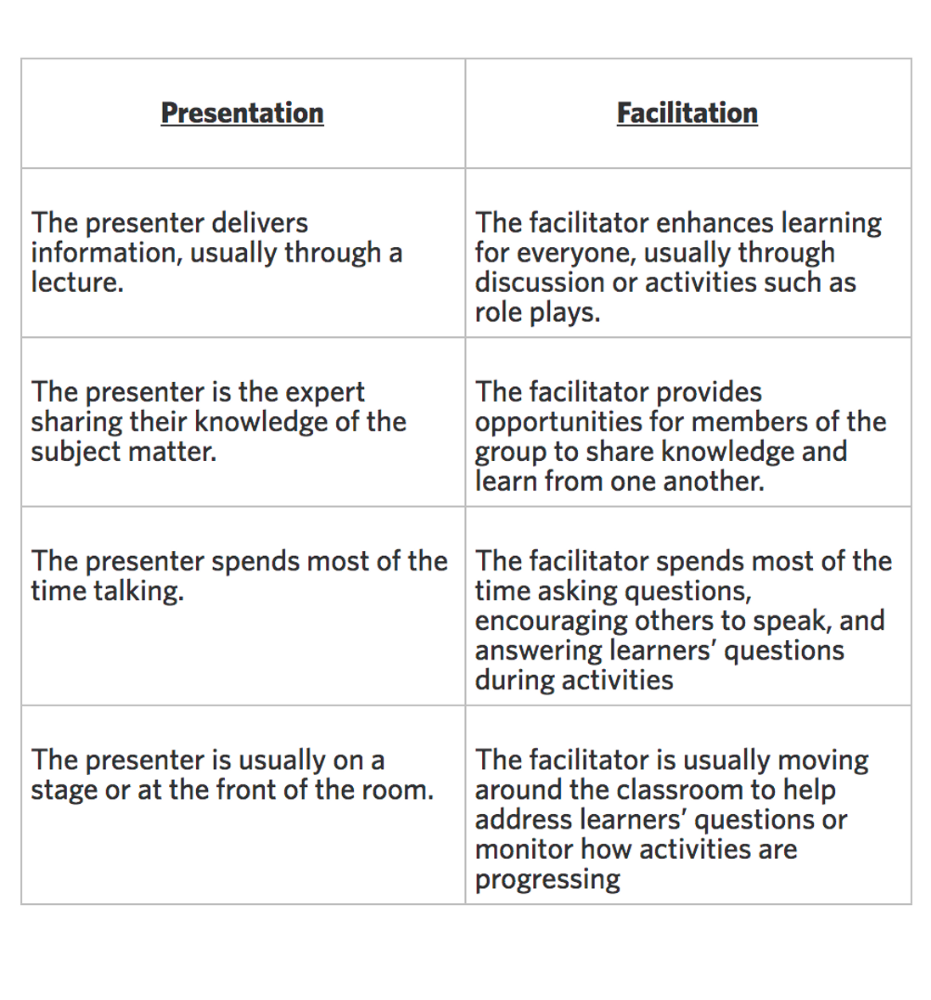 Presentation
Facilitation
The presenter delivers
information, usually through a
lecture.
The facilitator enhances learning
for everyone, usually through
discussion or activities such as
role plays.
The presenter is the expert
sharing their knowledge of the
subject matter.
The facilitator provides
opportunities for members of the
group to share knowledge and
learn from one another.
The presenter spends most of the
time talking.
The facilitator spends most of the
time asking questions,
encouraging others to speak, and
answering learners’ questions
during activities
The presenter is usually on a
stage or at the front of the room.
The facilitator is usually moving
around the classroom to help
address learners’ questions or
monitor how activities are
progressing